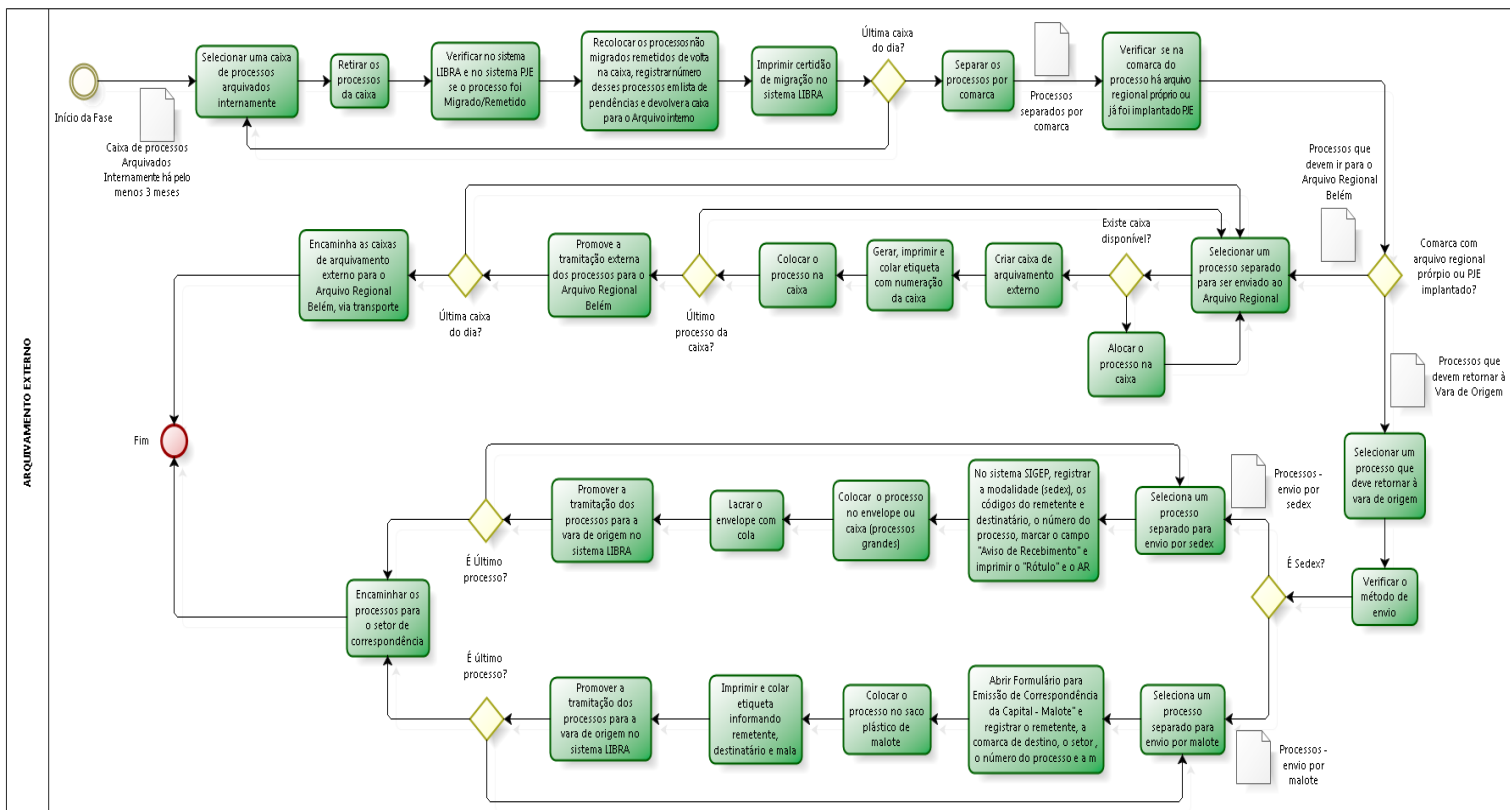 ARQUIVAMENTO EXTERNO
Início da Fase
Caixa de processos
Arquivados
Internamente há pelo
menos 3 meses
Selecionar uma caixa
de processos
arquivados
internamente
Retirar os
processos
da caixa
Verificar no sistema
LIBRA e no sistema PJE
se o processo foi
Migrado/Remetido
Recolocar os processos não
migrados remetidos de volta
na caixa, registrar número
desses processos em lista de
pendências e devolver a caixa
para o Arquivo interno
Imprimir certidão
de migração no
sistema LIBRA
Última caixa
do dia?
Separar os
processos por
comarca
Processos
separados por
comarca
Verificar se na
comarca do
processo há arquivo
regional próprio ou
já foi implantado PJE
Processos que
devem ir para o
Arquivo Regional
Belém
Comarca com
arquivo regional
prórpio ou PJE
implantado?
Selecionar um
processo separado
para ser enviado ao
Arquivo Regional
Existe caixa
disponível?
Alocar o
processo na
caixa
Criar caixa de
arquivamento
externo
Gerar, imprimir e
colar etiqueta
com numeração
da caixa
Colocar o
processo na
caixa
Último
processo da
caixa?
Promove a
tramitação externa
dos processos para o
Arquivo Regional
Belém
Última caixa
do dia?
Encaminha as caixas
de arquivamento
externo para o
Arquivo Regional
Belém, via transporte
Fim
Processos que
devem retornar à
Vara de Origem
Selecionar um
processo que
deve retornar à
vara de origem
Verificar o
método de
envio
É Sedex?
Processos -
envio por
sedex
Seleciona um
processo
separado para
envio por sedex
No sistema SIGEP, registrar
a modalidade (sedex), os
códigos do remetente e
destinatário, o número do
processo, marcar o campo
"Aviso de Recebimento" e
imprimir o "Rótulo" e o AR
Colocar o processo
no envelope ou
caixa (processos
grandes)
Lacrar o
envelope com
cola
Promover a
tramitação dos
processos para a
vara de origem no
sistema LIBRA
É Último
processo?
Encaminhar os
processos para
o setor de
correspondência
Processos -
envio por
malote
Seleciona um
processo
separado para
envio por malote
Abrir Formulário para
Emissão de Correspondência
da Capital - Malote" e
registrar o remetente, a
comarca de destino, o setor ,
o número do processo e a m
Colocar o
processo no saco
plástico de
malote
Imprimir e colar
etiqueta
informando
remetente,
destinatário e mala
Promover a
tramitação dos
processos para a
vara de origem no
sistema LIBRA
É último
processo?